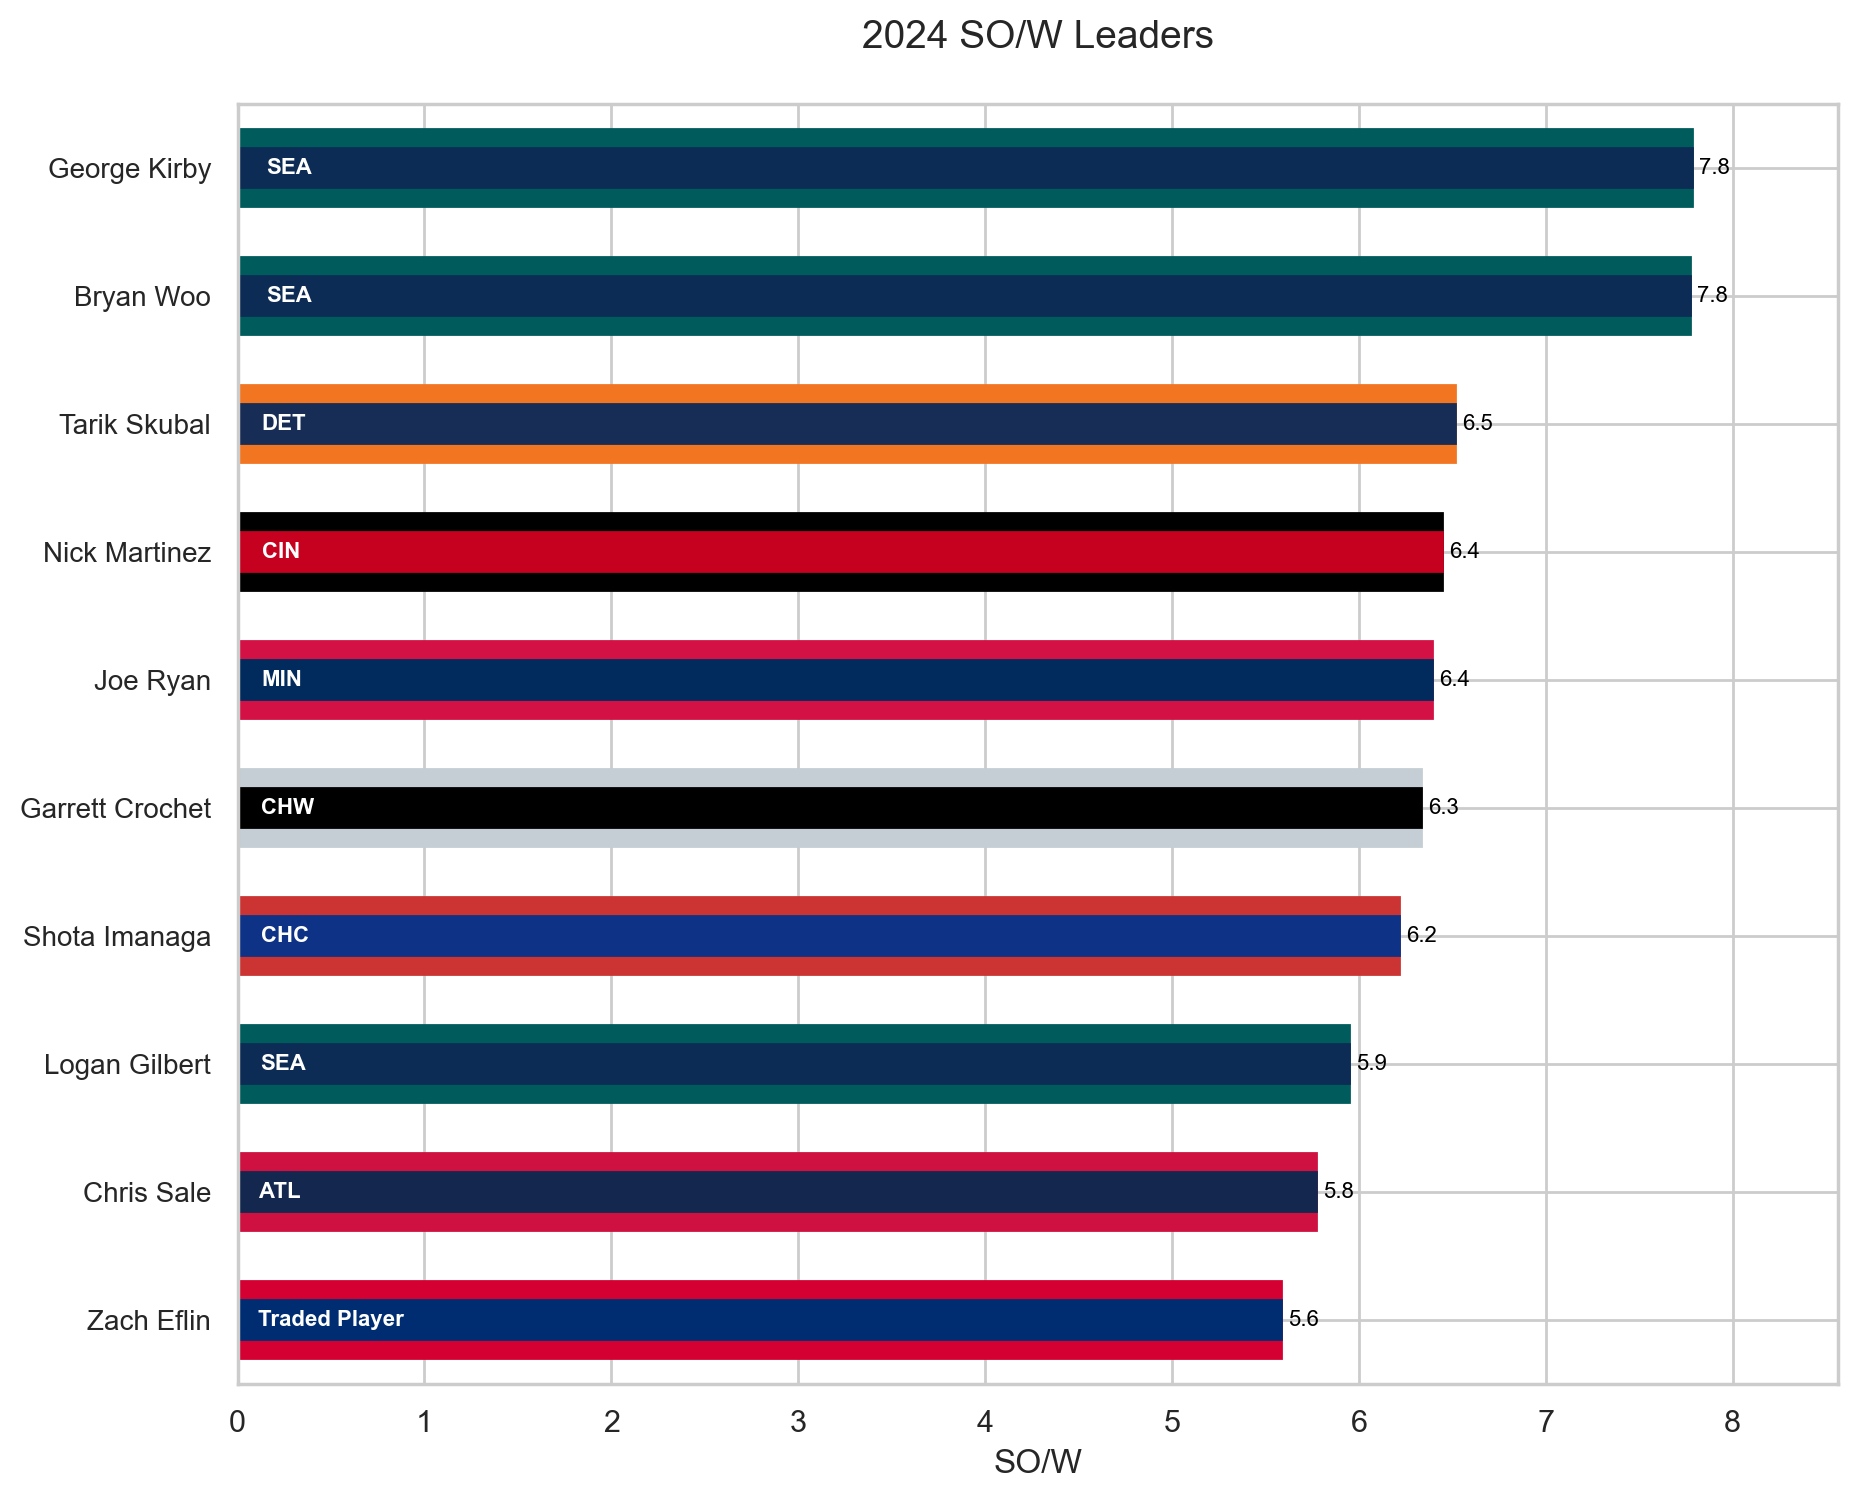 2024 SO/W Leaders
George Kirby SEA 7.8
Bryan Woo SEA 7.8
Tarik Skubal DET 6.5
Nick Martinez CIN 6.4
Joe Ryan MIN 6.4
Garrett Crochet CHW 6.3
Shota Imanaga CHC 6.2
Logan Gilbert SEA 5.9
Chris Sale ATL 5.8
Zach Eflin Traded Player 5.6
0 1 2 3 4 5 6 7 8
SO/W